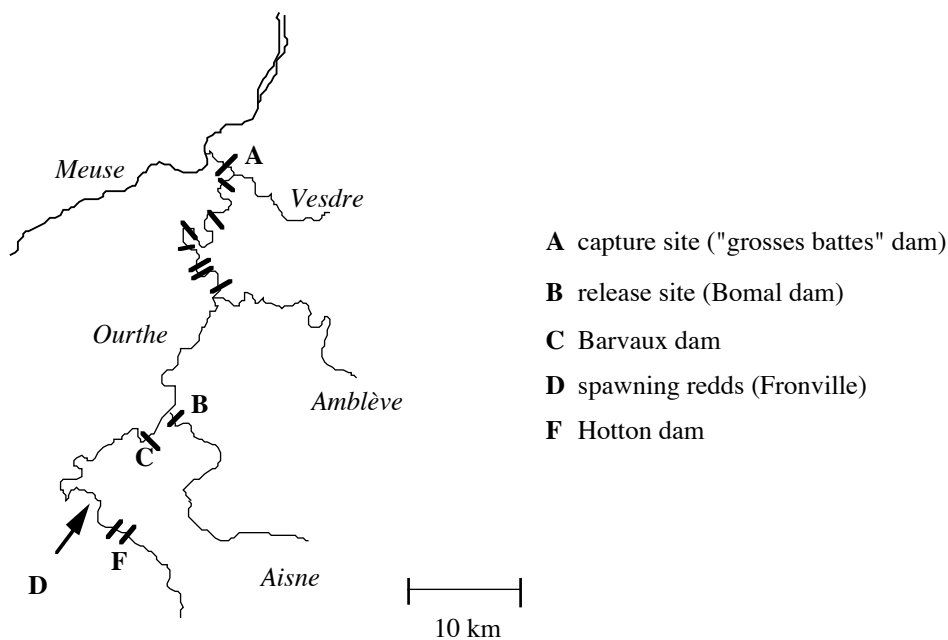 A
Meuse
Vesdre
A capture site ("grosses battes" dam)
B release site (Bomal dam)
Ourthe
C Barvaux dam
D spawning redds (Fronville)
B
Amblève
F Hotton dam
C
F
Aisne
D
10 km